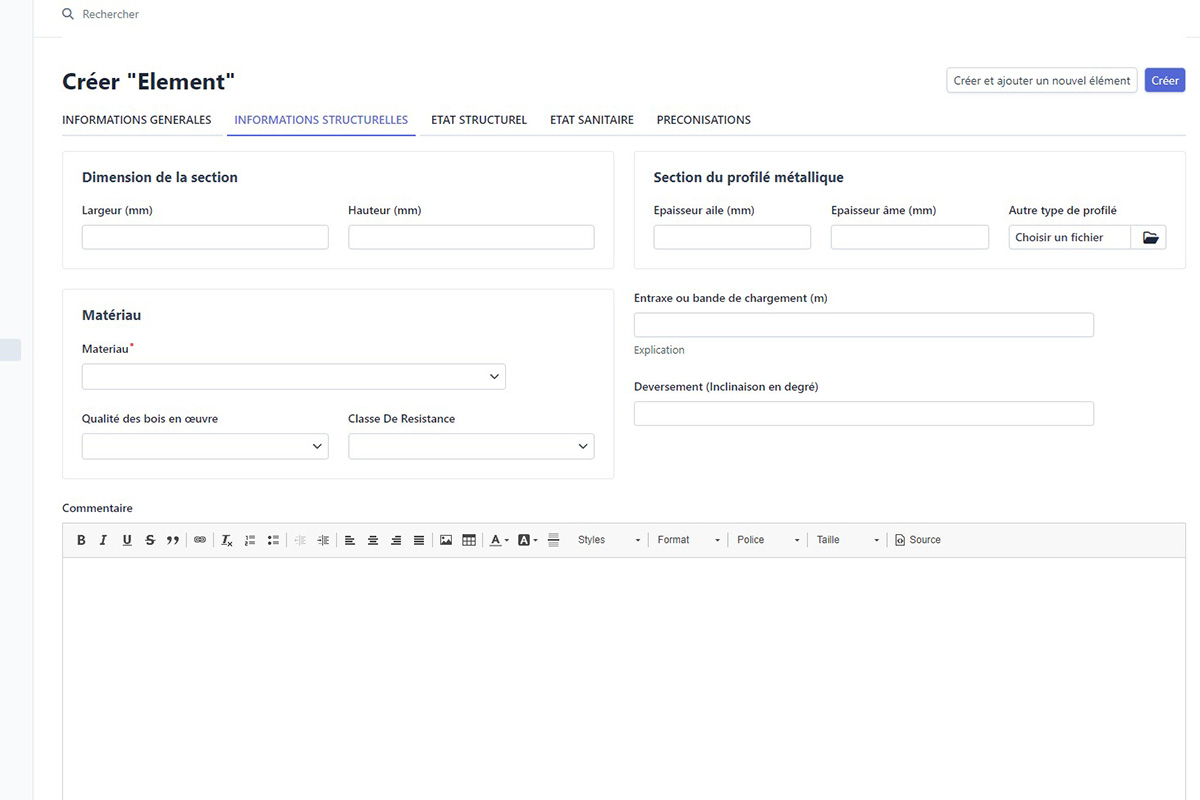 Rechercher
Créer "Element"
Créer et ajouter un nouvel élément
Créer
INFORMATIONS GENERALES INFORMATIONS STRUCTURELLES ETAT STRUCTUREL ETAT SANITAIRE PRECONISATIONS
Dimension de la section
Largeur (mm) Hauteur (mm)
Section du profilé métallique
Epaisseur aile (mm) Epaisseur âme (mm) Autre type de profilé
Choisir un fichier
Matériau
Materiau*
Qualité des bois en œuvre Classe De Resistance
Entraxe ou bande de chargement (m)
Explication
Deversement (Inclinaison en degré)
Commentaire
Styles Format Police Taille Source